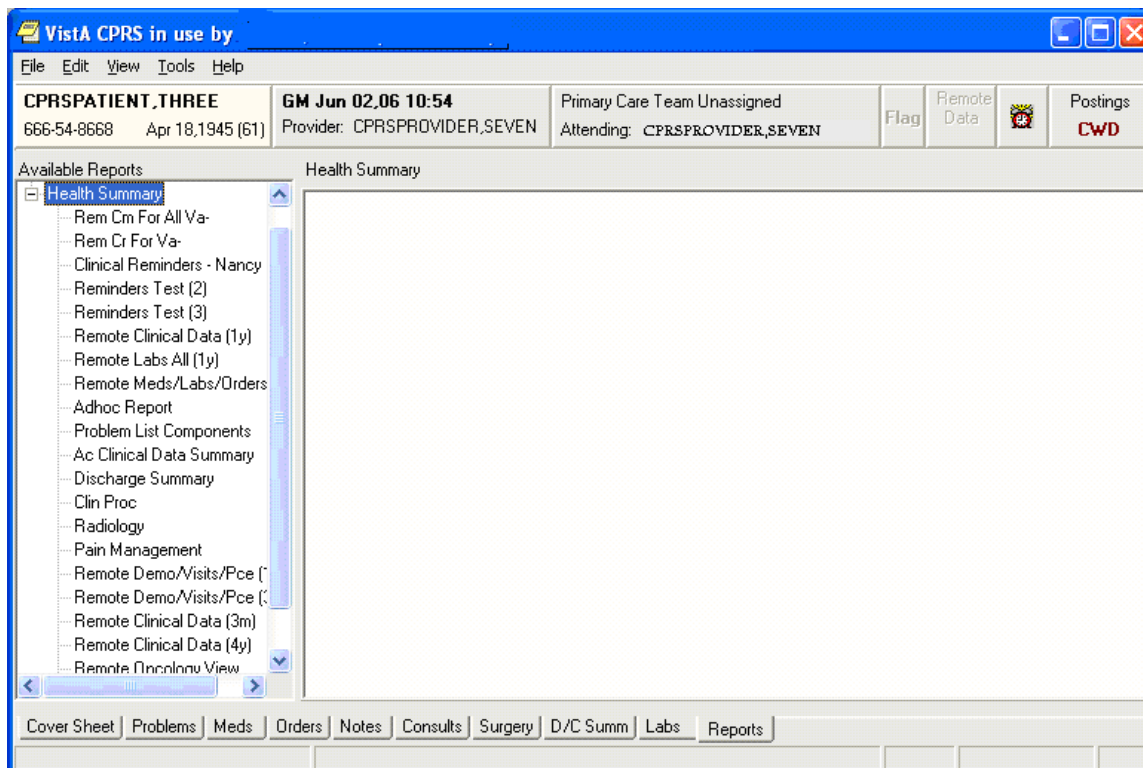 VistA CPRS in use by
File Edit View Tools Help
CPRSPATIENT,THREE
666-54-8668 Apr 18,1945 (61)
GM Jun 02,06 10:54
Provider: CPRSPROVIDER,SEVEN
Primary Care Team Unassigned
Attending: CPRSPROVIDER,SEVEN
Flag
Remote
Data
Postings
CWD
Available Reports
Health Summary
Health Summary
Rem Cm For All Va-
Rem Cr For Va-
Clinical Reminders - Nancy
Reminders Test (2)
Reminders Test (3)
Remote Clinical Data (1y)
Remote Labs All (1y)
Remote Meds/Labs/Orders
Adhoc Report
Problem List Components
Ac Clinical Data Summary
Discharge Summary
Clin Proc
Radiology
Pain Management
Remote Demo/Visits/Pce (
Remote Demo/Visits/Pce (
Remote Clinical Data (3m)
Remote Clinical Data (4y)
Remote Oncology View
Cover Sheet Problems Meds Orders Notes Consults Surgery D/C Summ Labs Reports